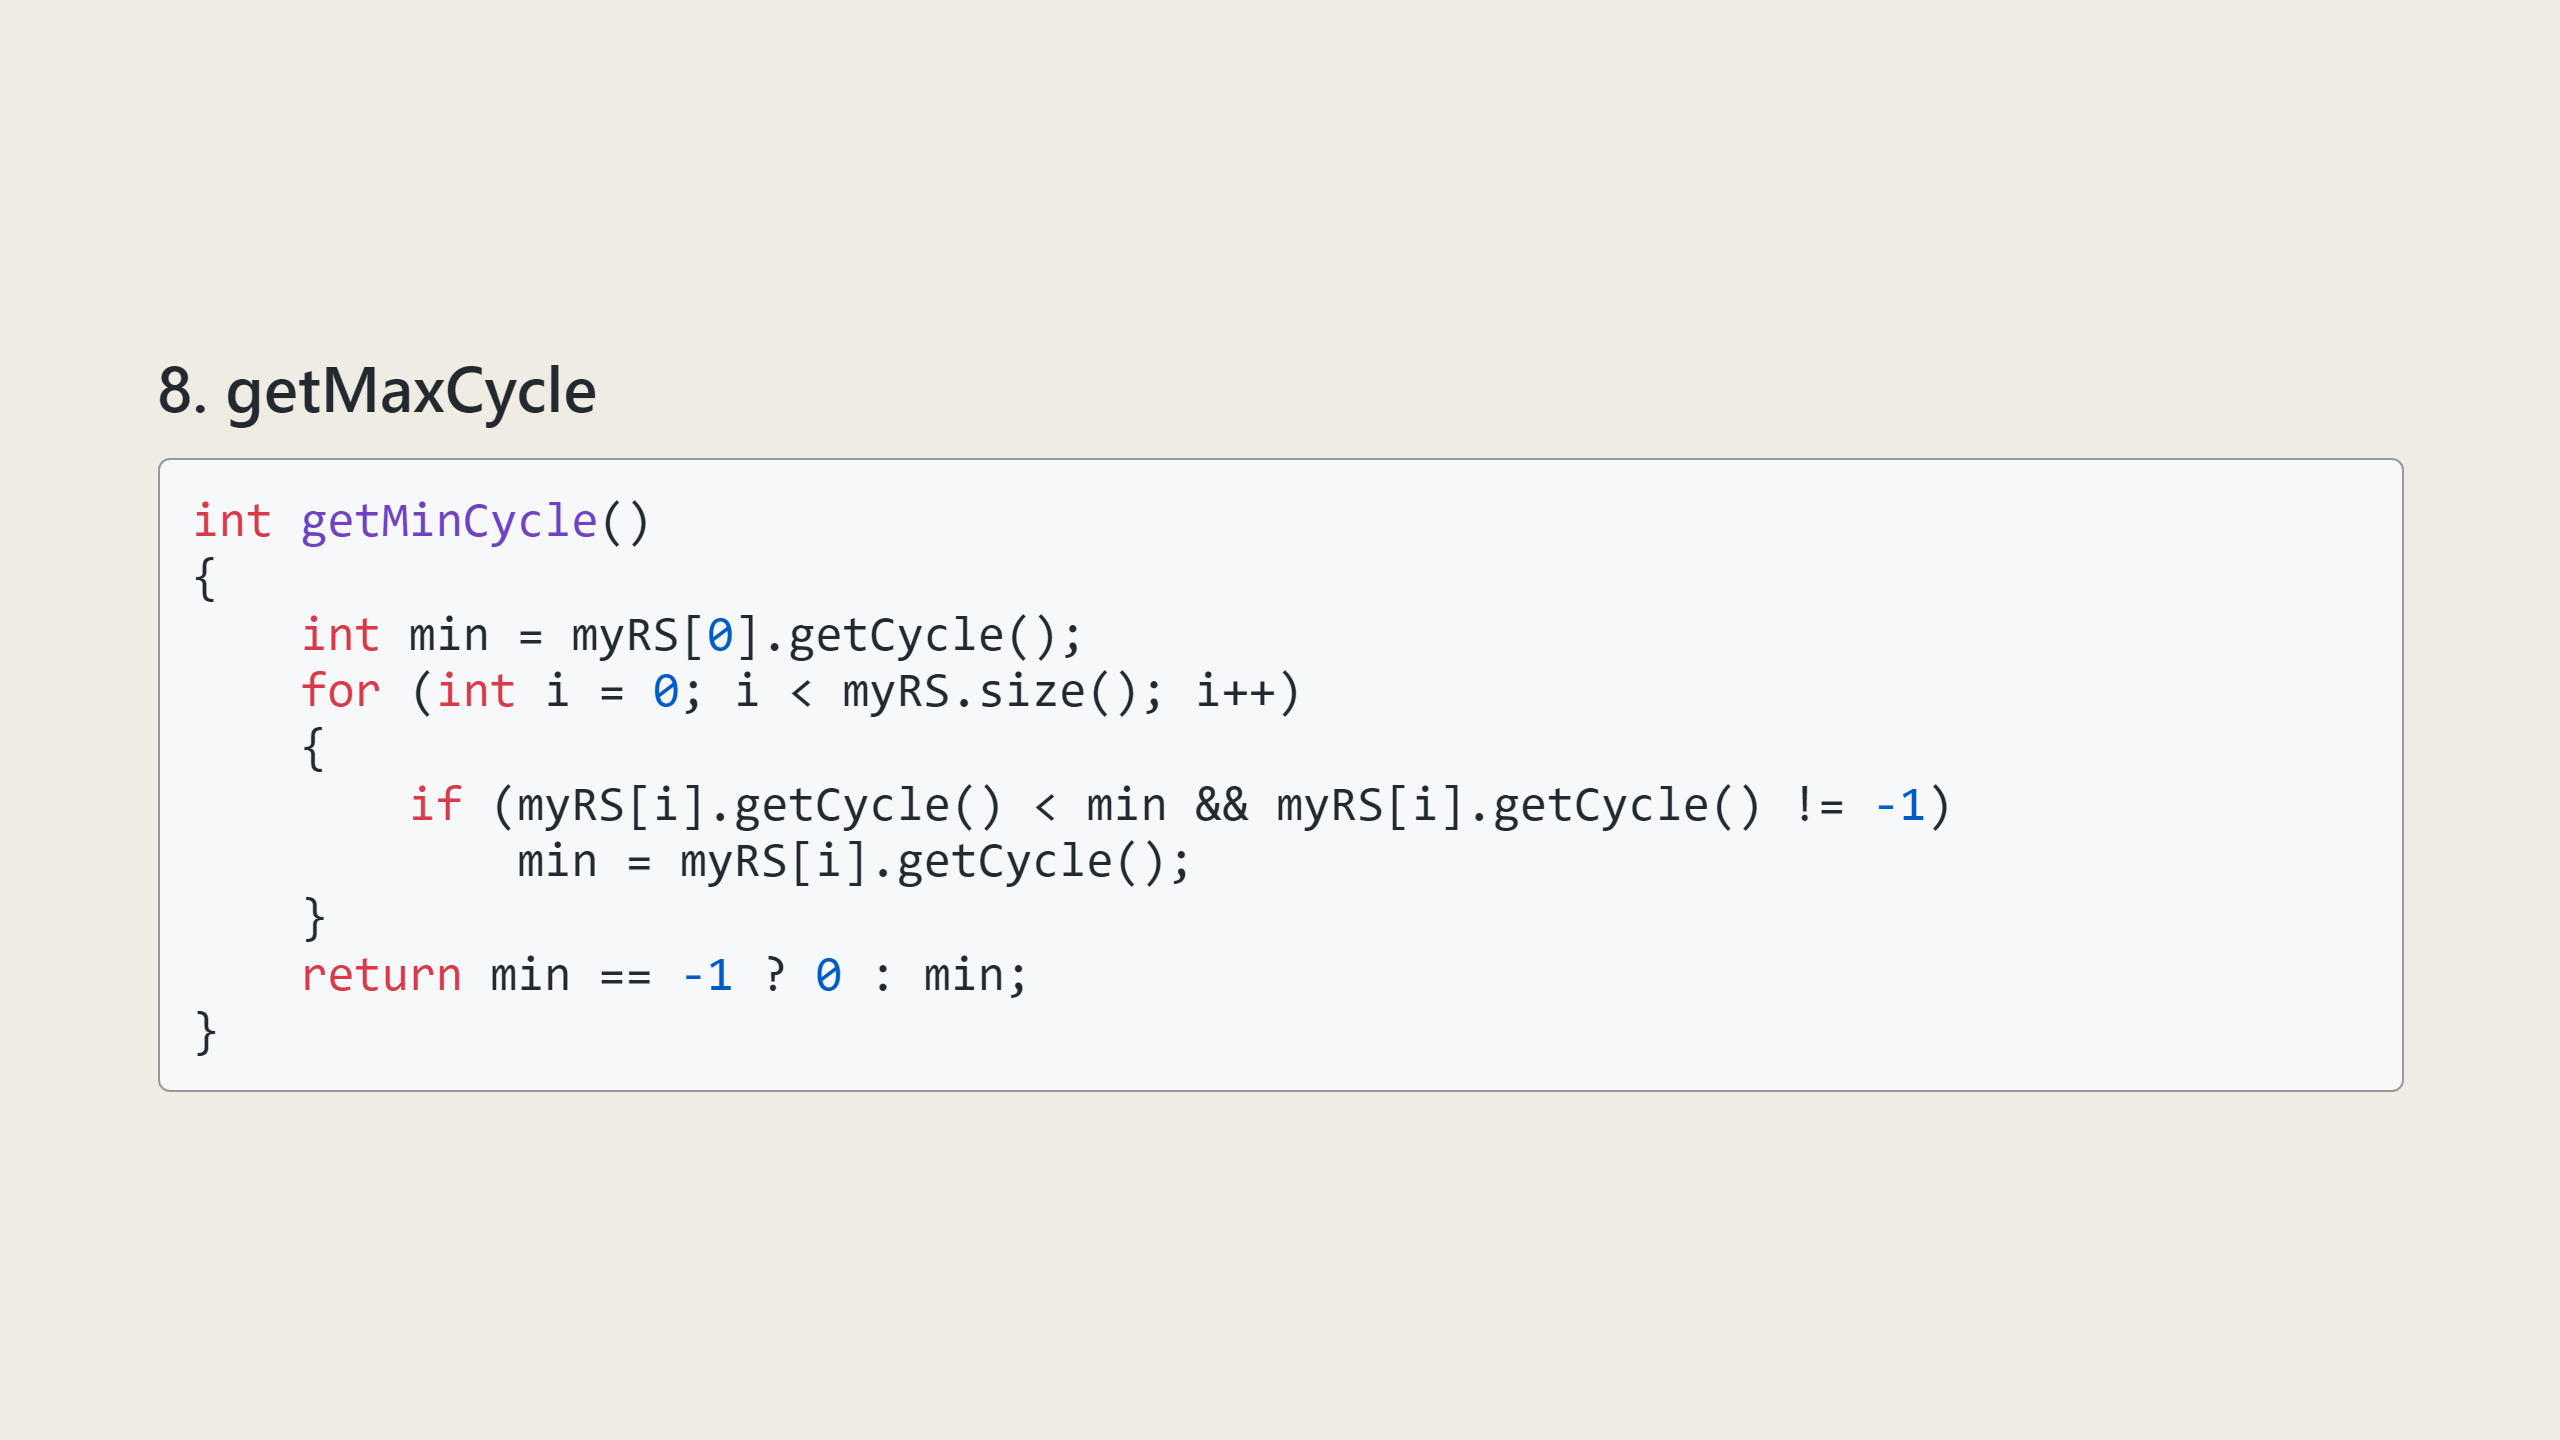 8. getMaxCycle
int getMinCycle()
{
    int min = myRS[0].getCycle();
    for (int i = 0; i < myRS.size(); i++)
    {
        if (myRS[i].getCycle() < min && myRS[i].getCycle() != -1)
            min = myRS[i].getCycle();
    }
    return min == -1 ? 0 : min;
}